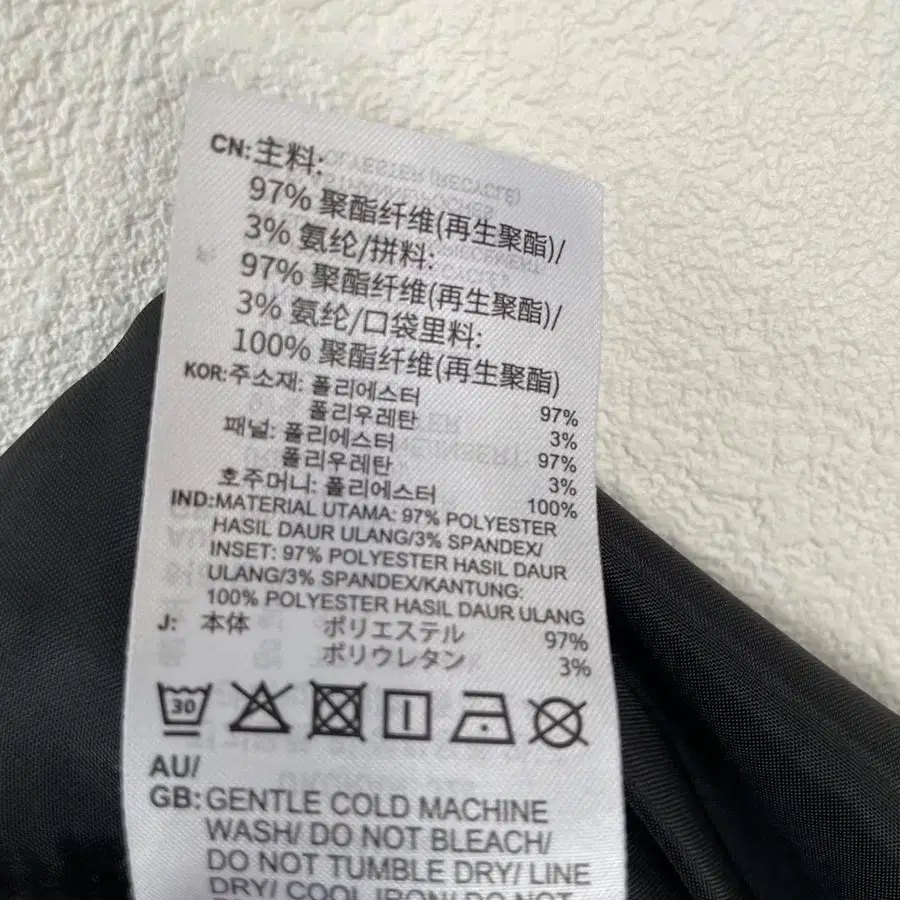 CN:主料:
97% 聚酯纤维(再生聚酯)/
3% 氨纶/拼料:
97% 聚酯纤维(再生聚酯)/
3% 氨纶/口袋里料:
100% 聚酯纤维(再生聚酯)
KOR:주소재: 폴리에스터 97%
폴리우레탄 3%
패널: 폴리에스터 97%
폴리우레탄 3%
호주머니: 폴리에스터 100%
IND:MATERIAL UTAMA: 97% POLYESTER
HASIL DAUR ULANG/3% SPANDEX/
INSET: 97% POLYESTER HASIL DAUR
ULANG/3% SPANDEX/KANTUNG:
100% POLYESTER HASIL DAUR ULANG
J: 本体 ポリエステル 97%
ポリウレタン 3%
30
AU/
GB:GENTLE COLD MACHINE
WASH/ DO NOT BLEACH/
DO NOT TUMBLE DRY/ LINE
DRY/ COOL IRON/ DO NOT